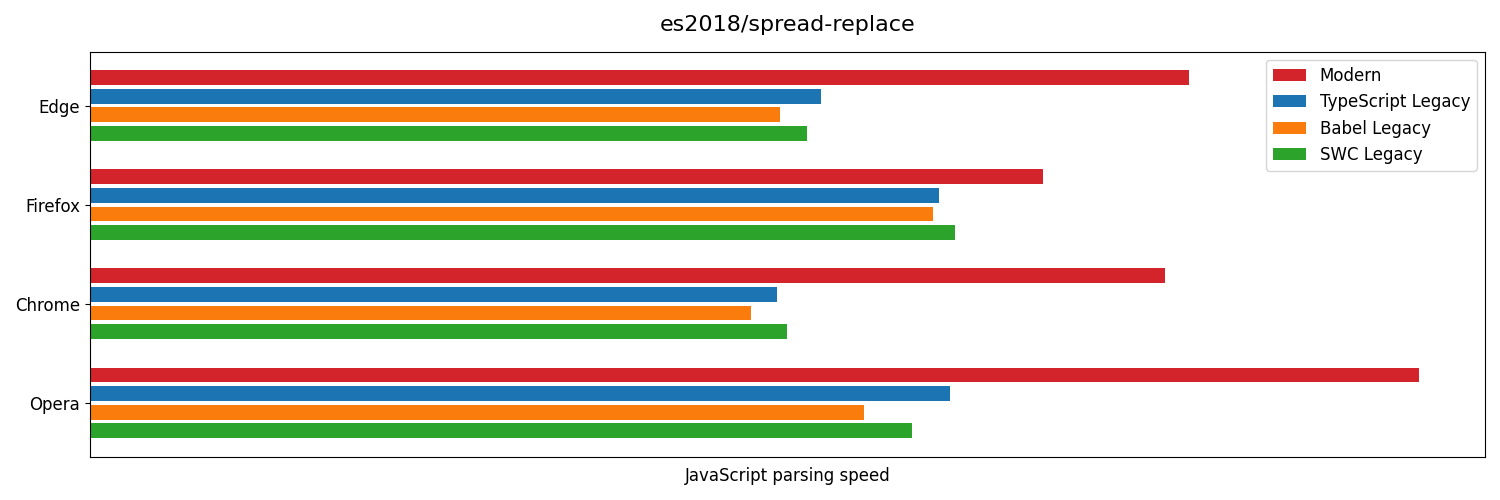 es2018/spread-replace
Modern
TypeScript Legacy
Babel Legacy
SWC Legacy
Edge
Firefox
Chrome
Opera
JavaScript parsing speed